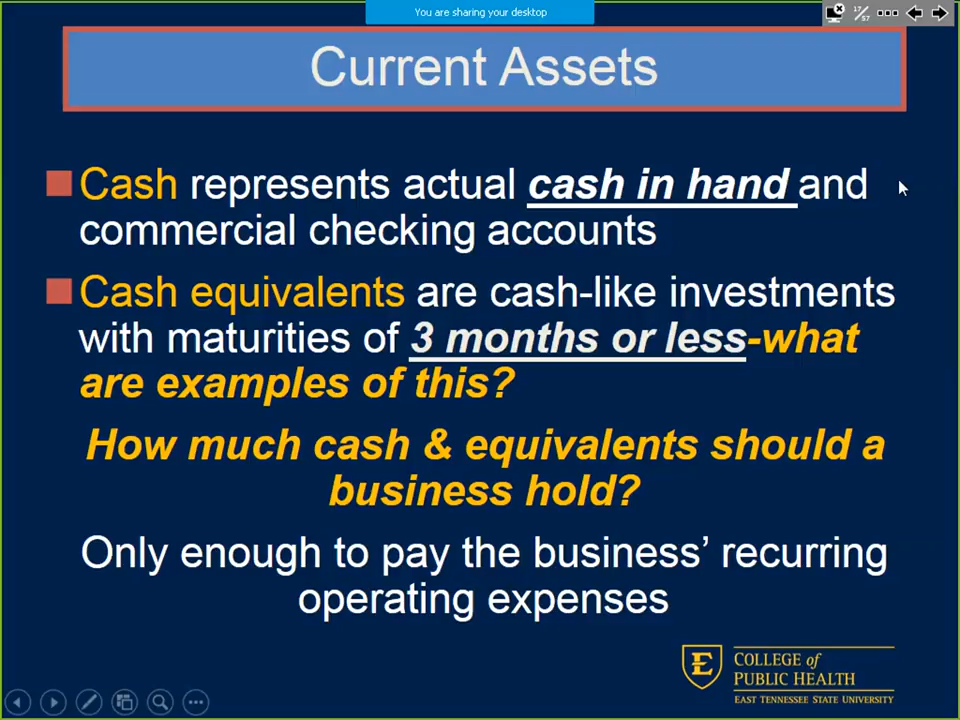 You are sharing your desktop
17/57
Current Assets
Cash represents actual cash in hand and
commercial checking accounts
Cash equivalents are cash-like investments
with maturities of 3 months or less-what
are examples of this?
How much cash & equivalents should a
business hold?
Only enough to pay the business’ recurring
operating expenses
E
COLLEGE of
PUBLIC HEALTH
EAST TENNESSEE STATE UNIVERSITY